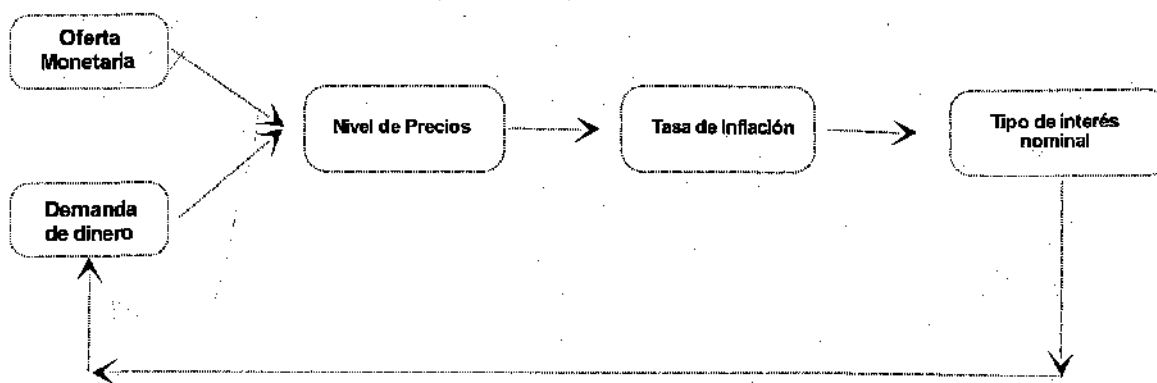 Oferta
Monetaria
Nivel de Precios
Tasa de Inflación
Tipo de interés
nominal
Demanda
de dinero